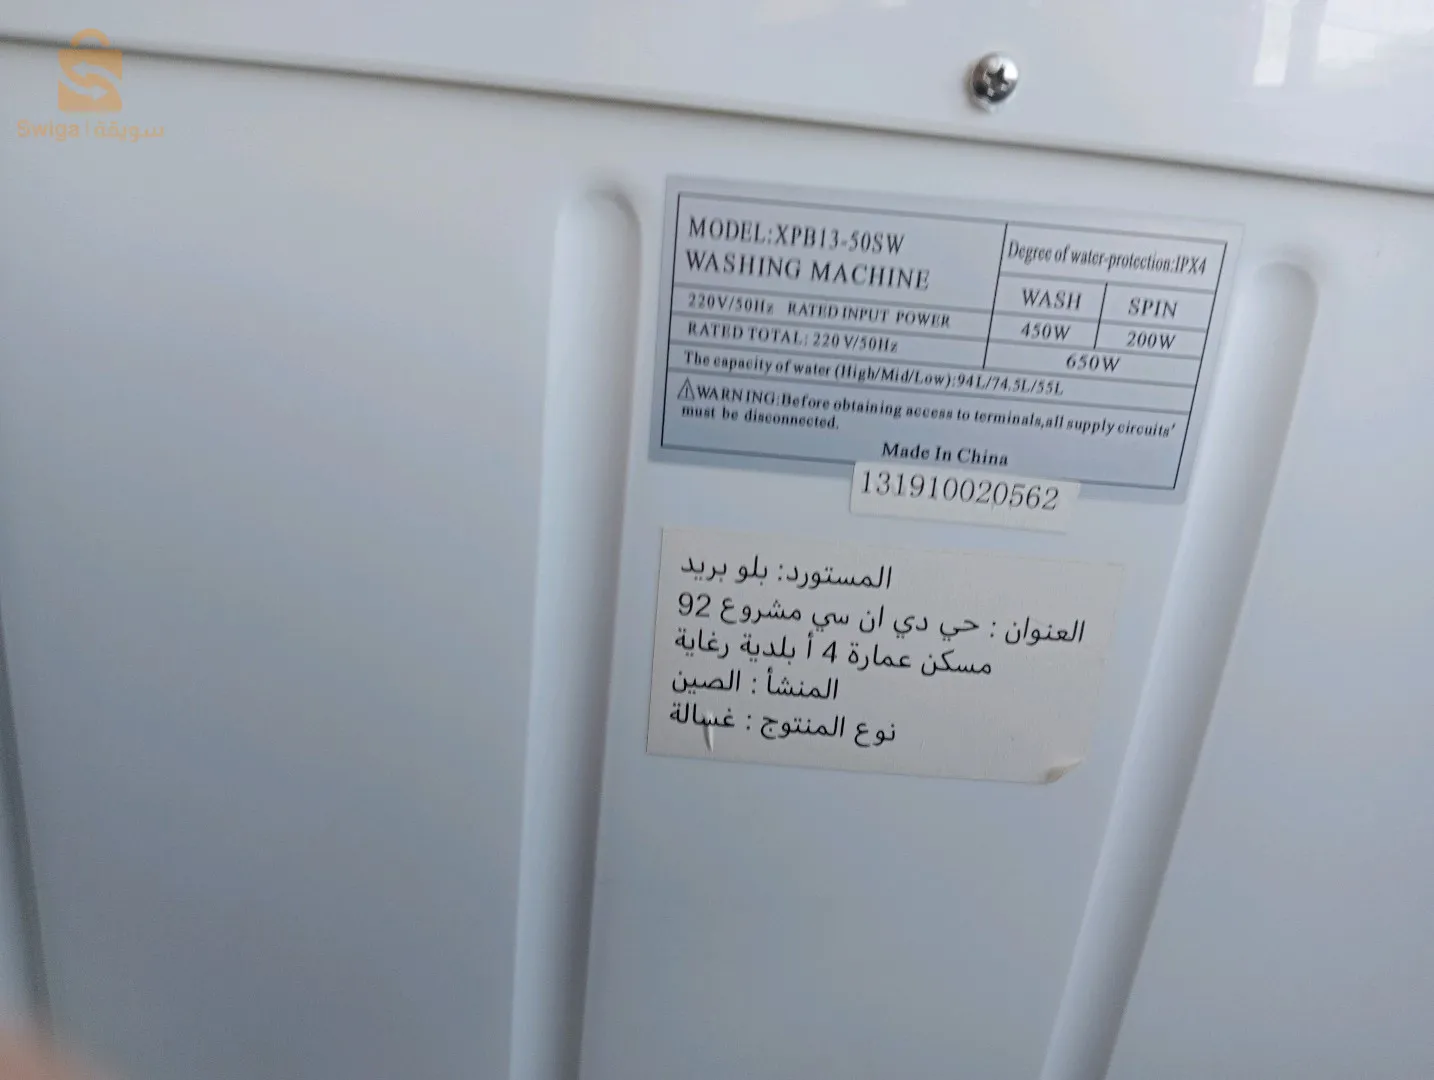 Swiga | سويقة
MODEL:XPB13-50SW
WASHING MACHINE
Degree of water-protection:IPX4
WASH SPIN
220V/50Hz RATED INPUT POWER 450W 200W
RATED TOTAL: 220V/50Hz 650W
The capacity of water (High/Mid/Low):94L/74.5L/55L
⚠WARNING:Before obtaining access to terminals,all supply circuits'
must be disconnected.
Made In China
131910020562
المستورد: بلو بريد
العنوان : حي دي ان سي مشروع 92
مسكن عمارة 4 أ بلدية رغاية
المنشأ : الصين
نوع المنتوج : غسالة